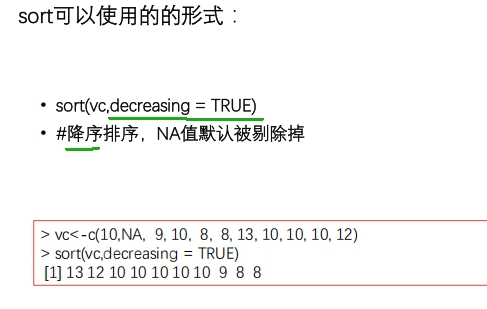 sort可以使用的的形式：
• sort(vc,decreasing = TRUE)
• #降序排序，NA值默认被剔除掉
> vc<-c(10,NA, 9, 10, 8, 8, 13, 10, 10, 10, 12)
> sort(vc,decreasing = TRUE)
[1] 13 12 10 10 10 10 10 9 8 8